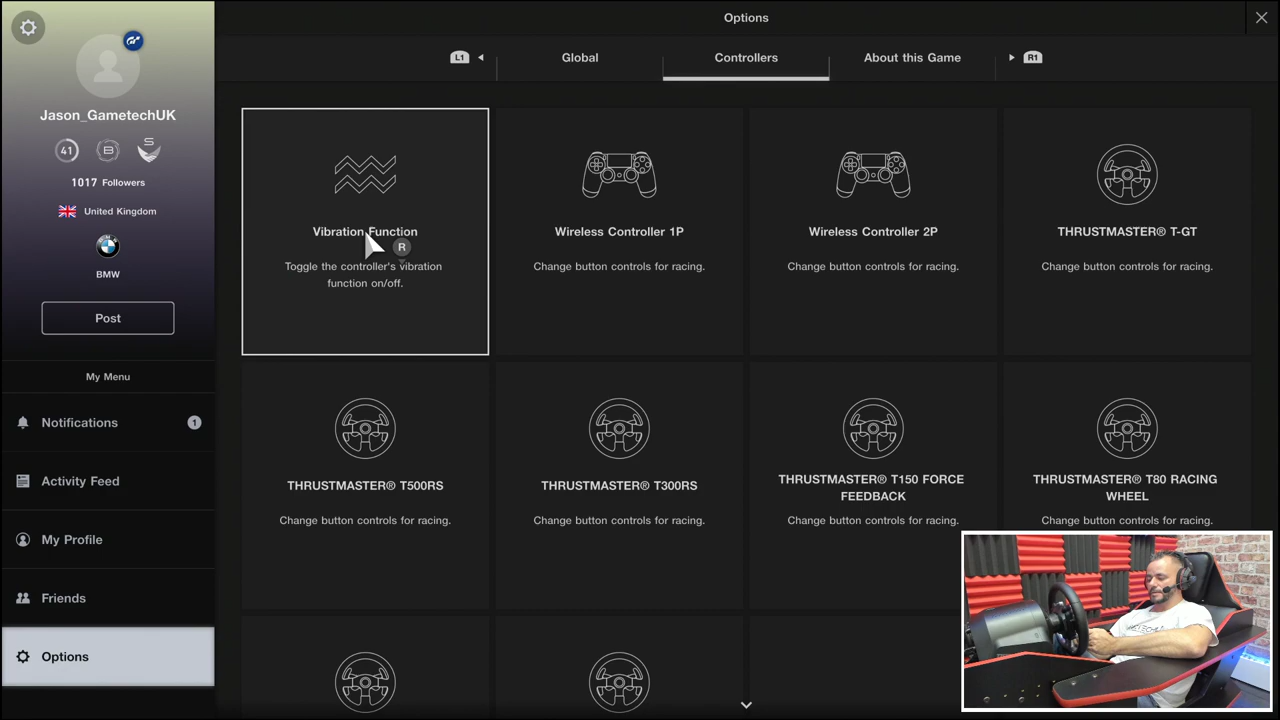 Options
L1
Global
Controllers
About this Game
R1
Jason_GametechUK
41
B
S
1017 Followers
United Kingdom
BMW
Post
My Menu
Notifications
1
Activity Feed
My Profile
Friends
Options
Vibration Function
R
Toggle the controller's vibration
function on/off.
Wireless Controller 1P
Change button controls for racing.
Wireless Controller 2P
Change button controls for racing.
THRUSTMASTER® T-GT
Change button controls for racing.
THRUSTMASTER® T500RS
Change button controls for racing.
THRUSTMASTER® T300RS
Change button controls for racing.
THRUSTMASTER® T150 FORCE
FEEDBACK
Change button controls for racing.
THRUSTMASTER® T80 RACING
WHEEL
Change button controls for racing.